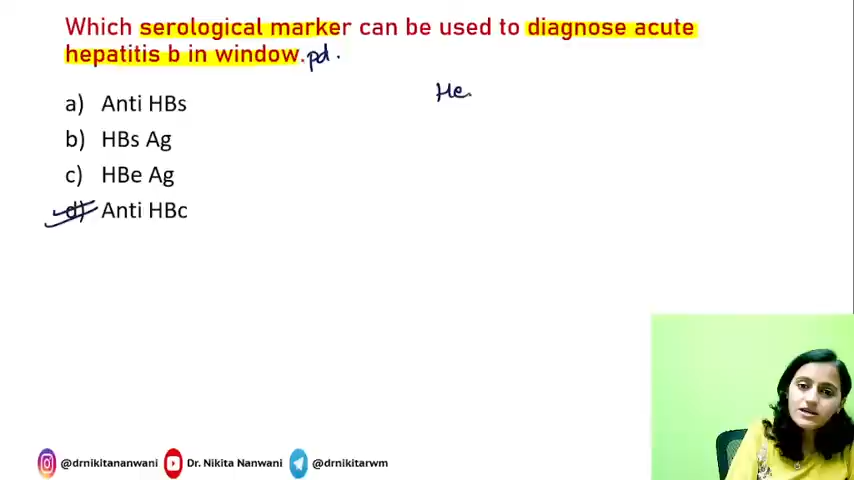 Which serological marker can be used to diagnose acute
hepatitis b in window. pd.
He
a) Anti HBs
b) HBs Ag
c) HBe Ag
d) Anti HBc
@drnikitananwani Dr. Nikita Nanwani @drnikitarwm